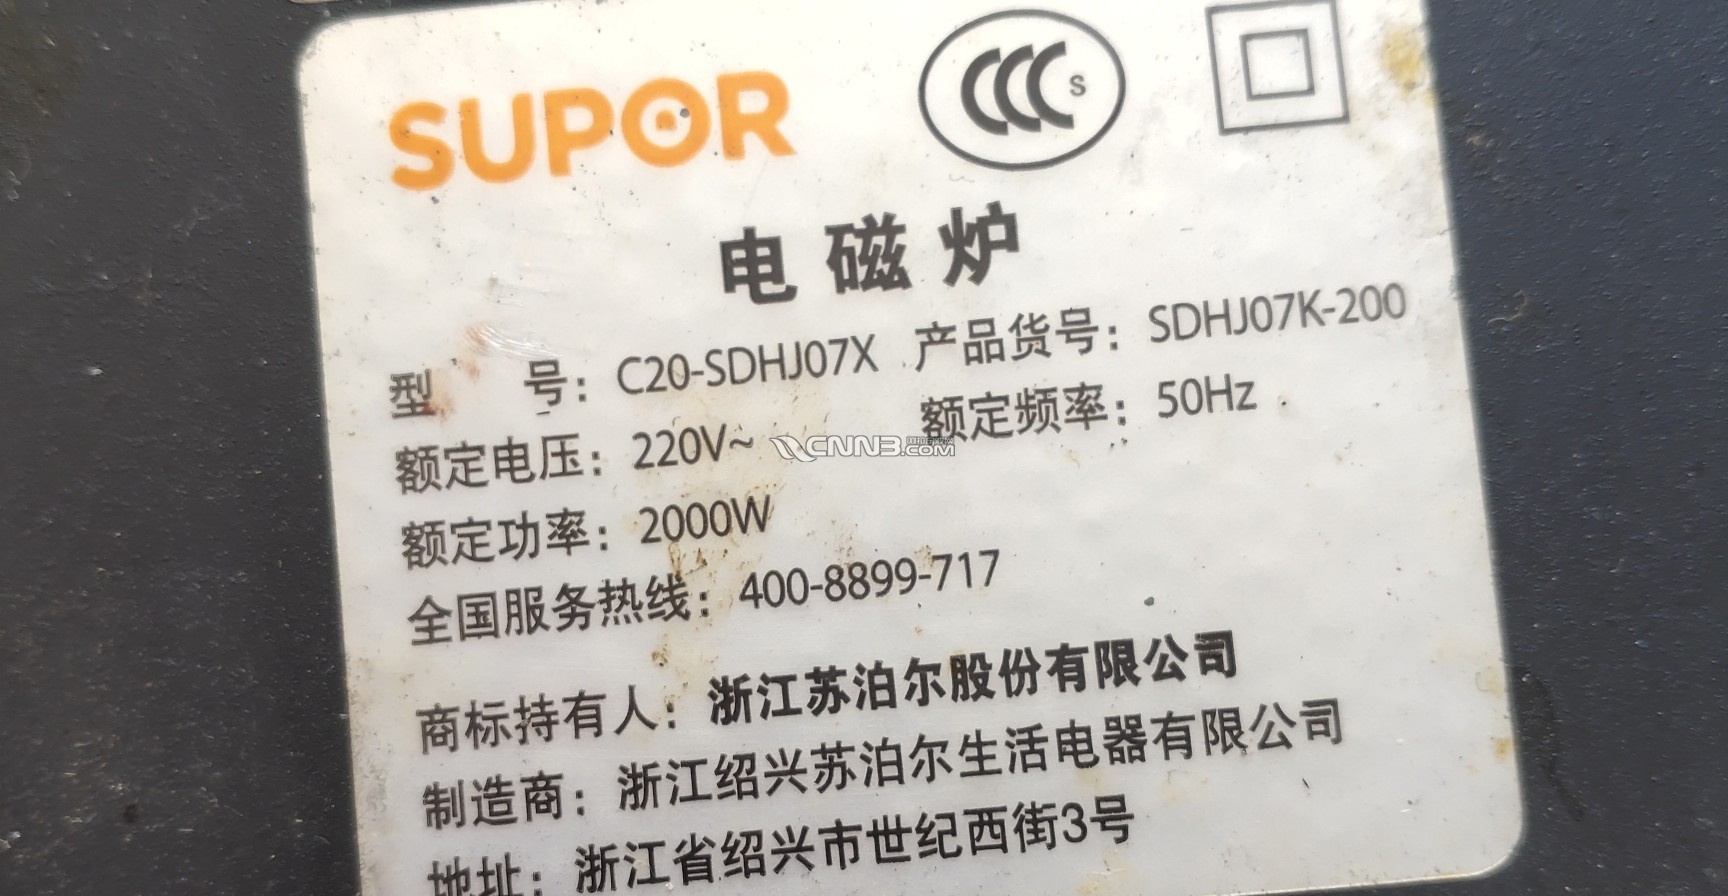 SUPOR
CCC S
电磁炉
型 号：C20-SDHJ07X 产品货号：SDHJ07K-200
额定电压：220V~ 额定频率：50Hz
CNNB.COM
额定功率：2000W
全国服务热线：400-8899-717
商标持有人：浙江苏泊尔股份有限公司
制造商：浙江绍兴苏泊尔生活电器有限公司
地址：浙江省绍兴市世纪西街3号